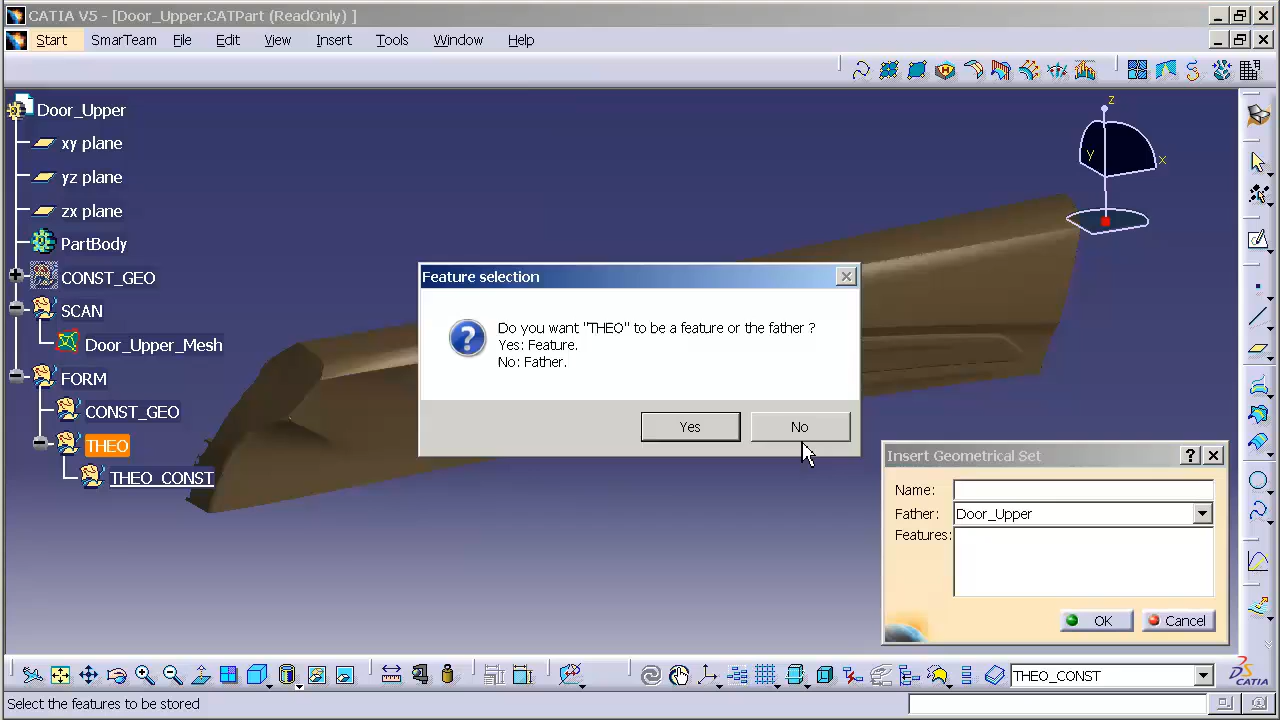 CATIA V5 - [Door_Upper.CATPart (ReadOnly) ]
Start SmarTeam File Edit View Insert Tools Window Help
Door_Upper
xy plane
yz plane
zx plane
PartBody
CONST_GEO
SCAN
Door_Upper_Mesh
FORM
CONST_GEO
THEO
THEO_CONST
z
y
x
Feature selection
Do you want "THEO" to be a feature or the father ?
Yes: Feature.
No: Father.
Yes No
Insert Geometrical Set
Name:
Father: Door_Upper
Features:
OK Cancel
THEO_CONST
CATIA
Select the features to be stored